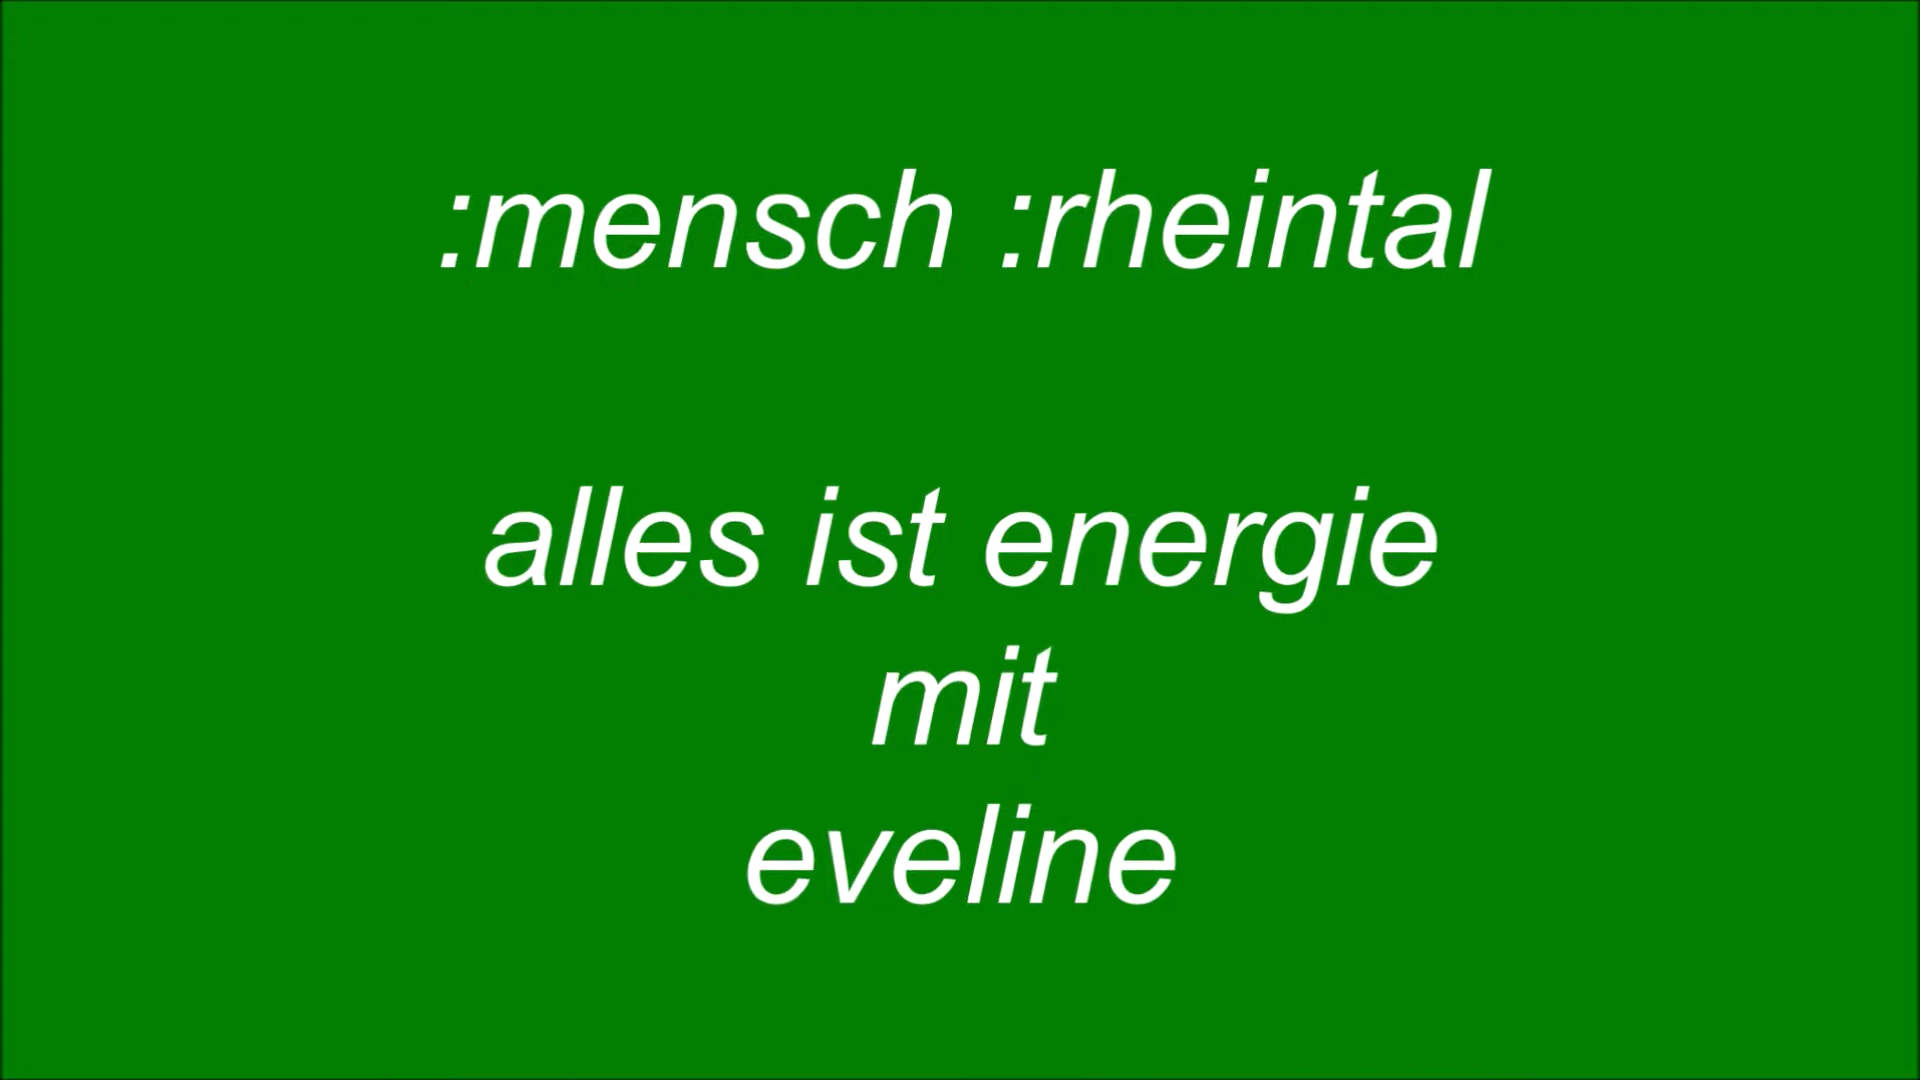 :mensch :rheintal
alles ist energie
mit
eveline